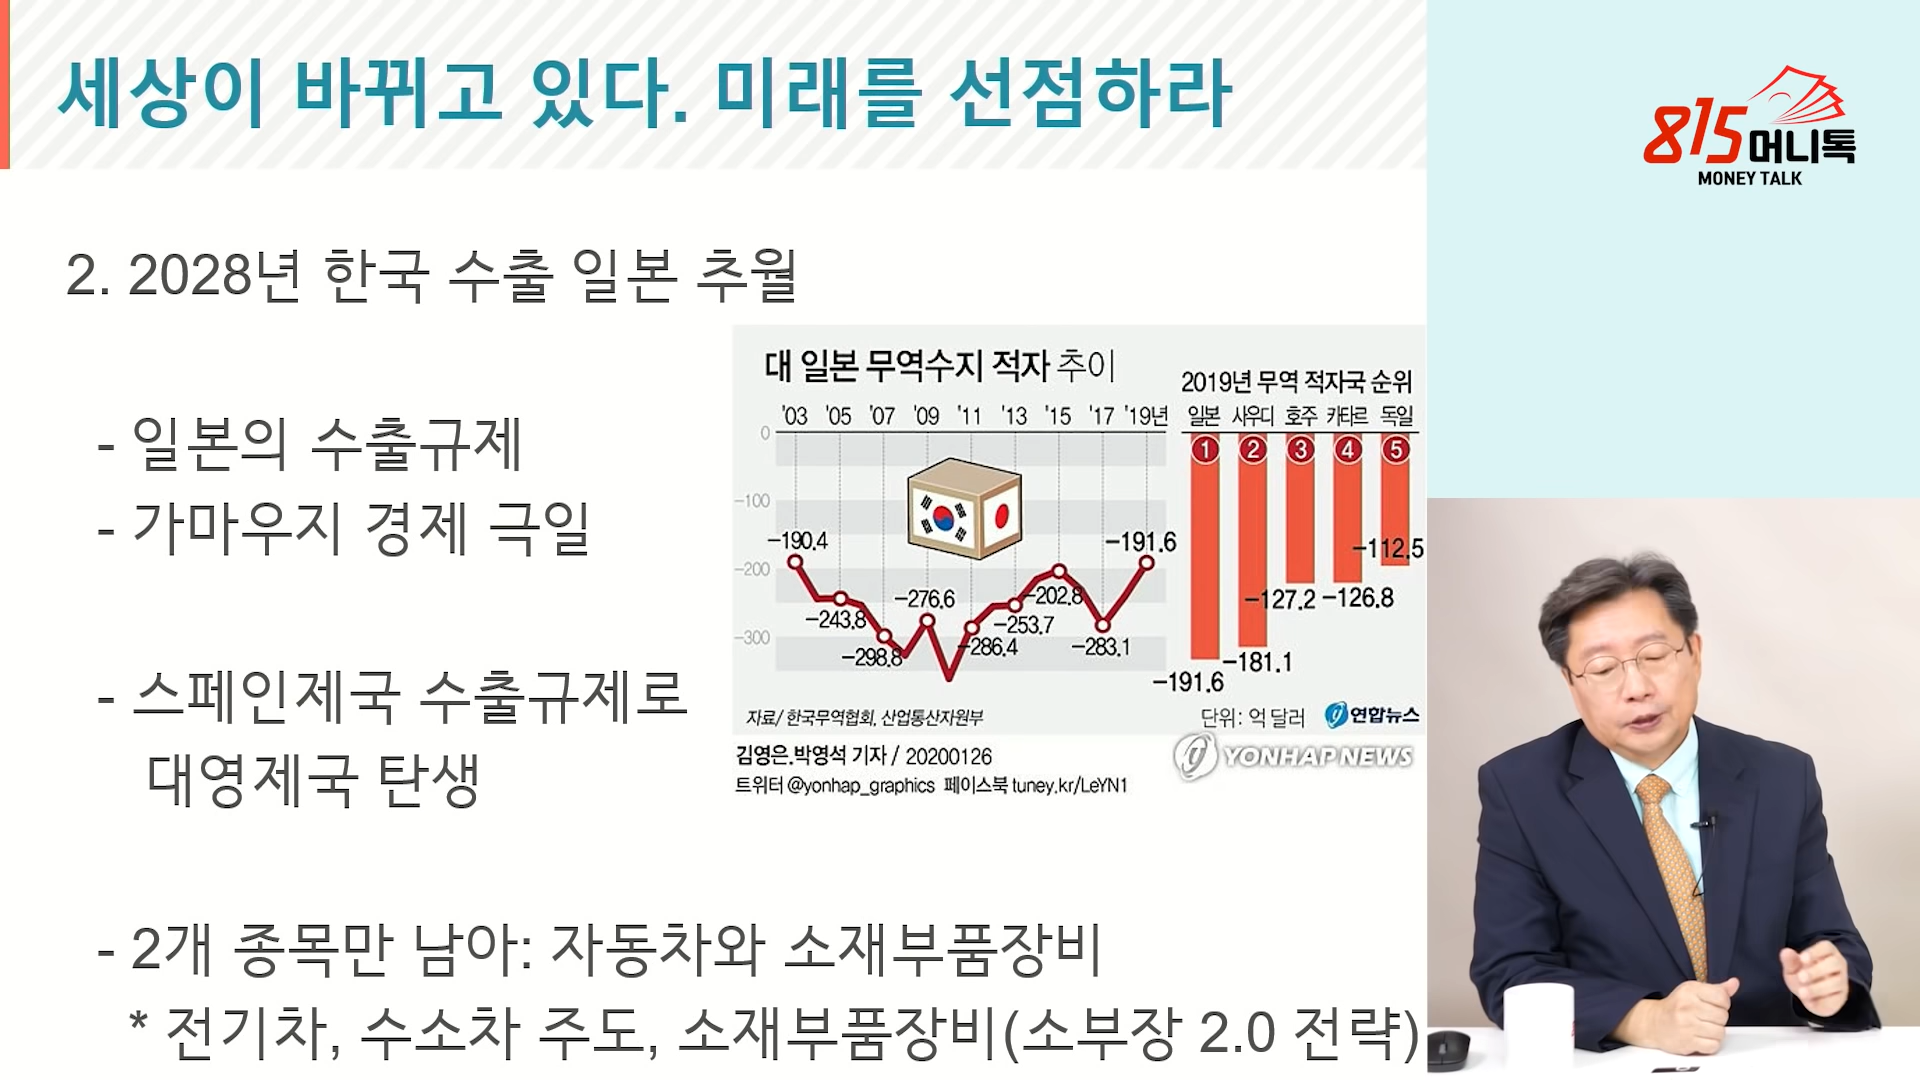 세상이 바뀌고 있다. 미래를 선점하라
815머니톡
MONEY TALK
2. 2028년 한국 수출 일본 추월
- 일본의 수출규제
- 가마우지 경제 극일
- 스페인제국 수출규제로
대영제국 탄생
- 2개 종목만 남아: 자동차와 소재부품장비
* 전기차, 수소차 주도, 소재부품장비(소부장 2.0 전략)
대 일본 무역수지 적자 추이
'03 '05 '07 '09 '11 '13 '15 '17 '19년
0
-100
-200
-300
-190.4
-243.8
-298.8
-276.6
-286.4
-253.7
-202.8
-283.1
-191.6
2019년 무역 적자국 순위
일본 사우디 호주 카타르 독일
1 2 3 4 5
-191.6
-181.1
-127.2
-126.8
-112.5
자료/ 한국무역협회, 산업통산자원부
단위: 억 달러
연합뉴스
김영은.박영석 기자 / 20200126
트위터 @yonhap_graphics 페이스북 tuney.kr/LeYN1
YONHAP NEWS